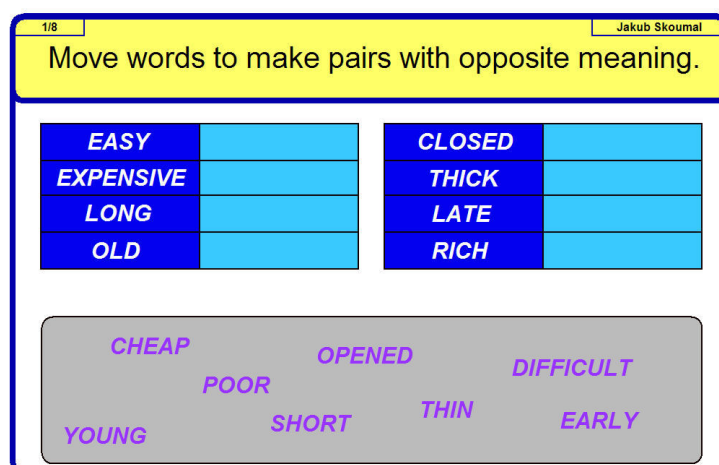 1/8
Jakub Skoumal
Move words to make pairs with opposite meaning.
EASY
EXPENSIVE
LONG
OLD
CLOSED
THICK
LATE
RICH
CHEAP
OPENED
DIFFICULT
POOR
THIN
SHORT
EARLY
YOUNG